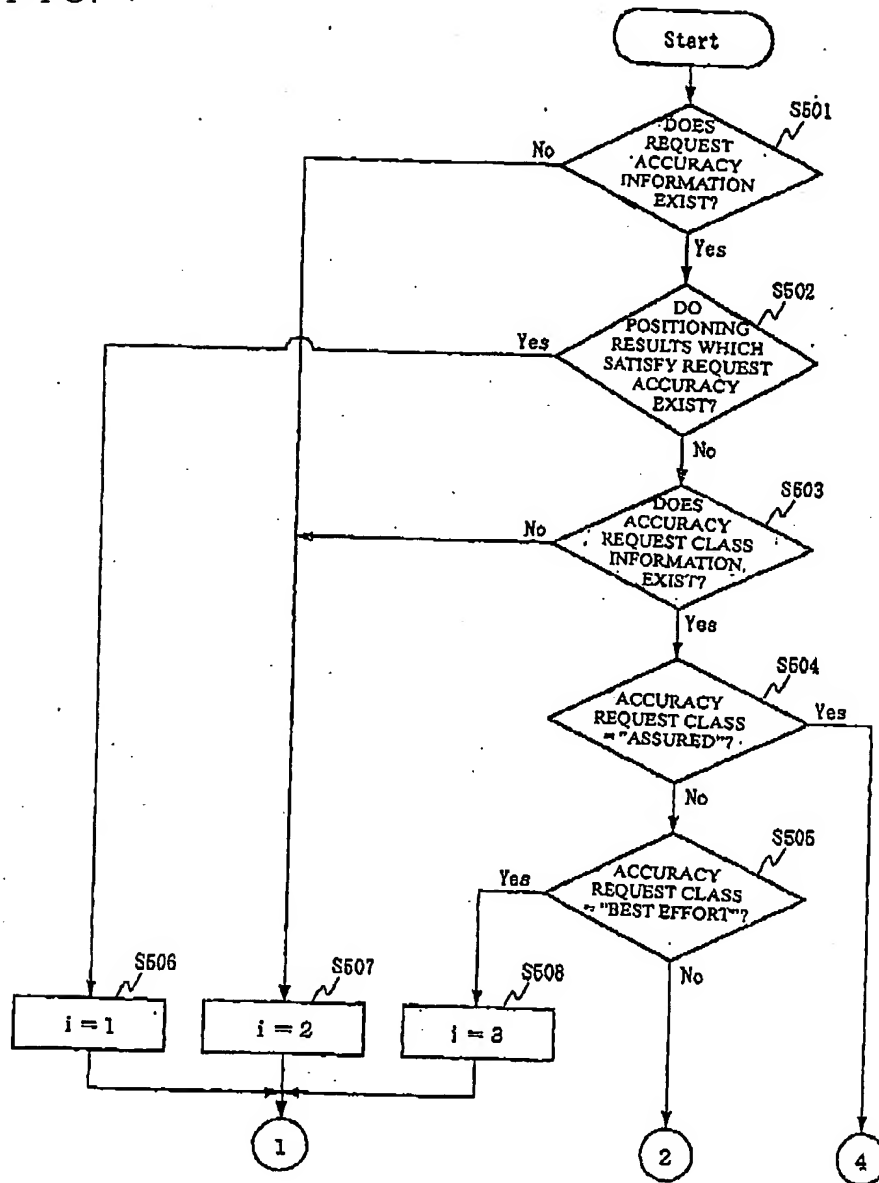 Start
S501
DOES
REQUEST
ACCURACY
INFORMATION
EXIST?
No
Yes
S502
DO
POSITIONING
RESULTS WHICH
SATISFY REQUEST
ACCURACY
EXIST?
Yes
No
S503
DOES
ACCURACY
REQUEST CLASS
INFORMATION,
EXIST?
No
Yes
S504
ACCURACY
REQUEST CLASS
= "ASSURED"?
Yes
No
S505
ACCURACY
REQUEST CLASS
= "BEST EFFORT"?
Yes
No
S506
i = 1
S507
i = 2
S508
i = 3
1
2
4